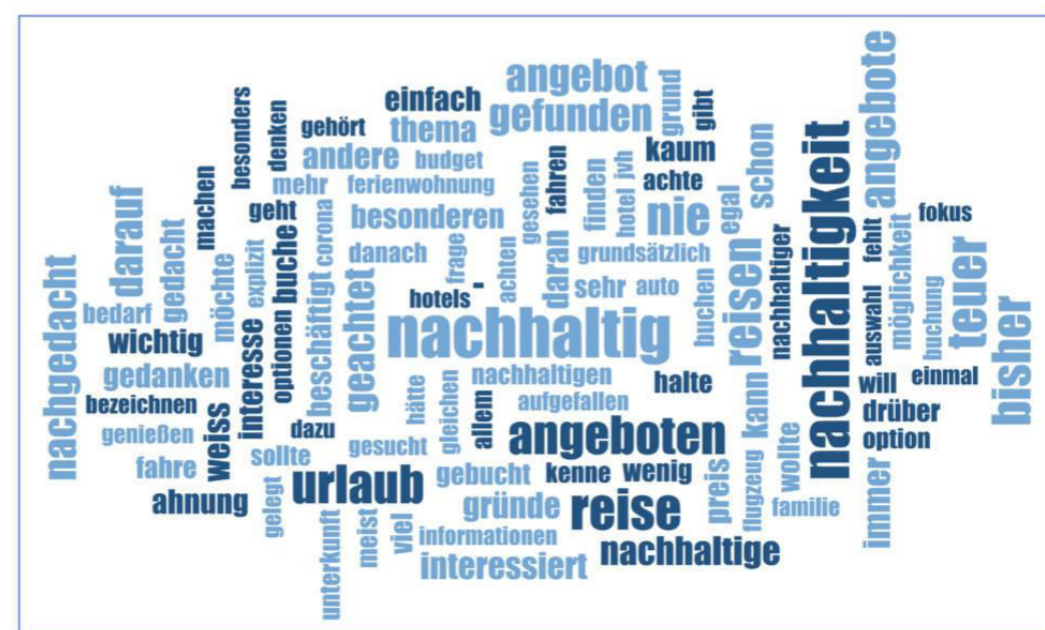 angebote
angebot
einfach
gefunden
grund
gibt
besonders
denken
gehört
thema
andere
budget
kaum
schon
nachhaltigkeit
machen
mehr
ferienwohnung
gesehen
fahren
finden
hotel
jvh
achte
darauf
gedacht
geht
besonderen
nie
egal
fokus
nachgedacht
möchte
explizit
buche
corona
danach
frage
achten
daran
grundsätzlich
reisen
nachhaltiger
fehlt
möglichkeit
teuer
bisher
bedarf
wichtig
interesse
optionen
beschäftigt
geachtet
hotels
-
sehr
auto
buchen
auswahl
buchung
nachhaltig
gedanken
nachhaltigen
halte
will
einmal
bezeichnen
weiss
dazu
hätte
gleichen
allem
aufgefallen
kann
drüber
genießen
gesucht
angeboten
option
fahre
sollte
urlaub
gebucht
kenne
wenig
preis
wollte
immer
ahnung
gelegt
gründe
reise
flugzeug
familie
unterkunft
meist
viel
informationen
nachhaltige
interessiert